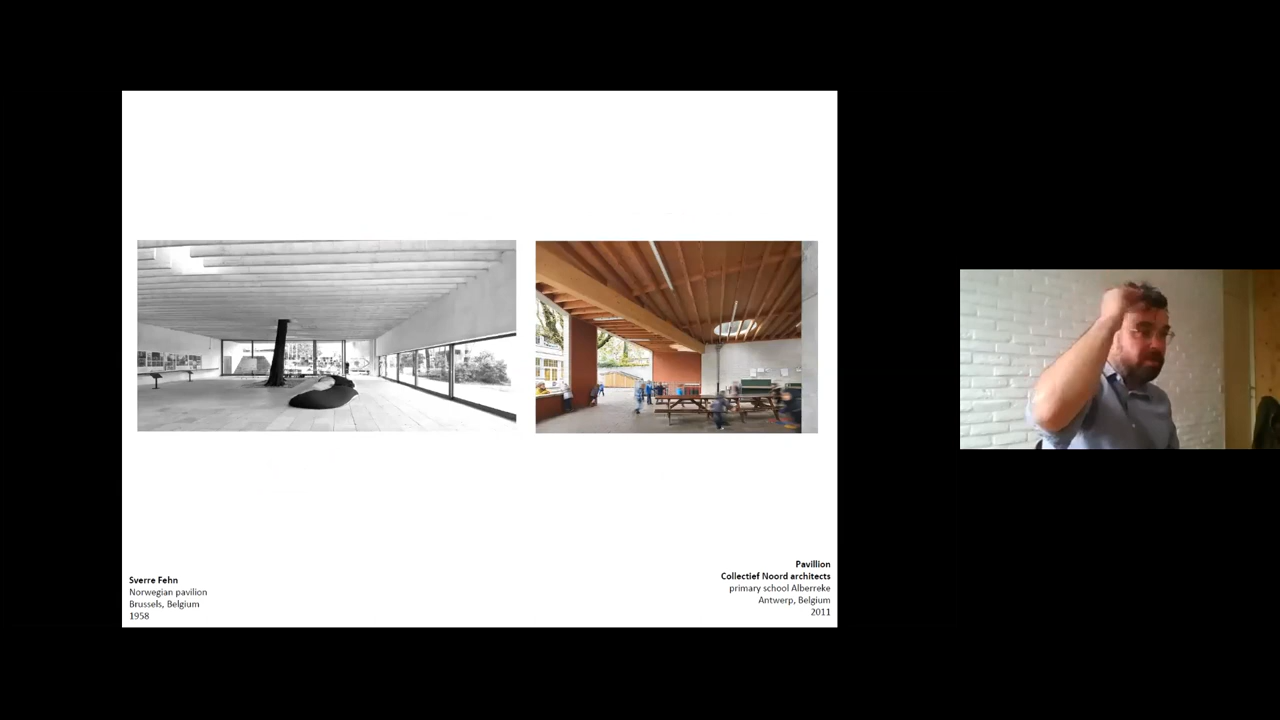 Sverre Fehn
Norwegian pavilion
Brussels, Belgium
1958
Pavillion
Collectief Noord architects
primary school Alberreke
Antwerp, Belgium
2011